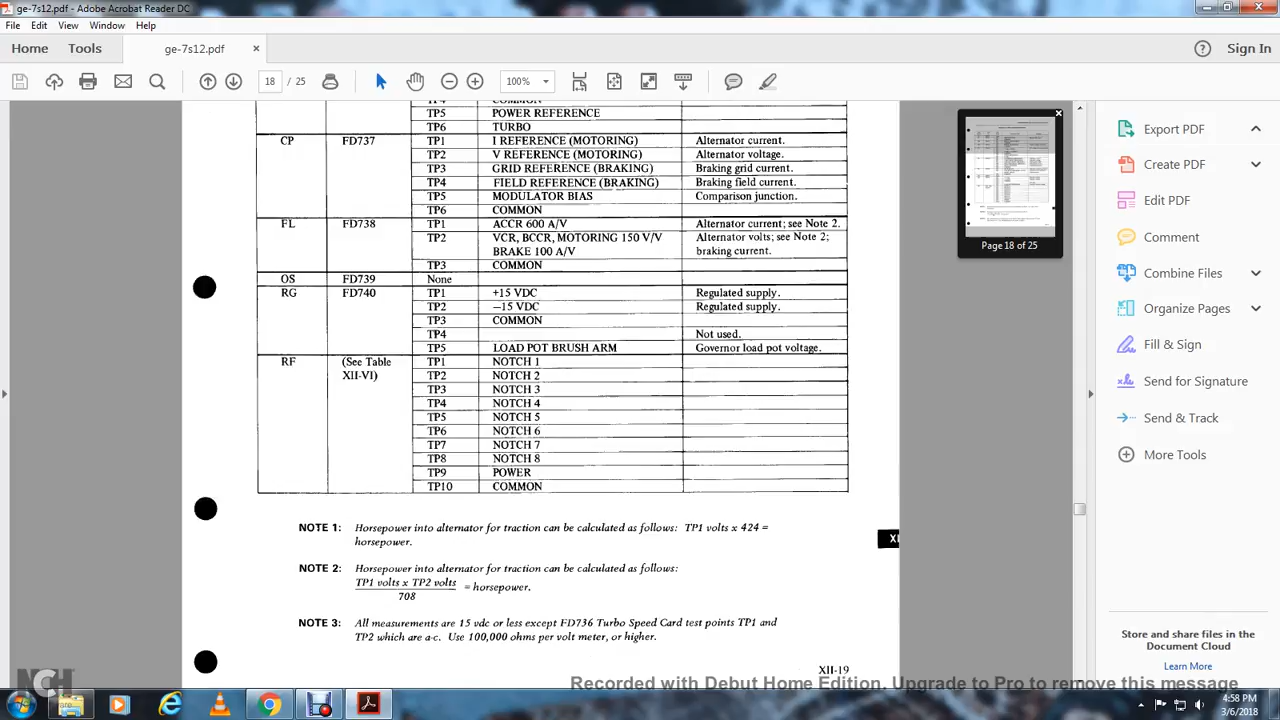 ge-7s12.pdf - Adobe Acrobat Reader DC
File Edit View Window Help
Home Tools ge-7s12.pdf × Sign In
18 / 25 100%
TP4 COMMON
TP5 POWER REFERENCE
TP6 TURBO
CP FD737 TP1 I REFERENCE (MOTORING) Alternator current.
TP2 V REFERENCE (MOTORING) Alternator voltage.
TP3 GRID REFERENCE (BRAKING) Braking grid current.
TP4 FIELD REFERENCE (BRAKING) Braking field current.
TP5 MODULATOR BIAS Comparison junction.
TP6 COMMON
FL FD738 TP1 ACCR 600 A/V Alternator current; see Note 2.
TP2 VCR, BCCR, MOTORING 150 V/V Alternator volts; see Note 2;
BRAKE 100 A/V braking current.
TP3 COMMON
OS FD739 None
RG FD740 TP1 +15 VDC Regulated supply.
TP2 −15 VDC Regulated supply.
TP3 COMMON
TP4 Not used.
TP5 LOAD POT BRUSH ARM Governor load pot voltage.
RF (See Table TP1 NOTCH 1
XII-VI) TP2 NOTCH 2
TP3 NOTCH 3
TP4 NOTCH 4
TP5 NOTCH 5
TP6 NOTCH 6
TP7 NOTCH 7
TP8 NOTCH 8
TP9 POWER
TP10 COMMON
NOTE 1: Horsepower into alternator for traction can be calculated as follows: TP1 volts x 424 =
horsepower.
NOTE 2: Horsepower into alternator for traction can be calculated as follows:
TP1 volts x TP2 volts
= horsepower.
708
NOTE 3: All measurements are 15 vdc or less except FD736 Turbo Speed Card test points TP1 and
TP2 which are a-c. Use 100,000 ohms per volt meter, or higher.
XII-19
XI
Page 18 of 25
Export PDF
Create PDF
Edit PDF
Comment
Combine Files
Organize Pages
Fill & Sign
Send for Signature
Send & Track
More Tools
Store and share files in the
Document Cloud
Learn More
NCH
Recorded with Debut Home Edition. Upgrade to Pro to remove this message
4:58 PM
3/6/2018